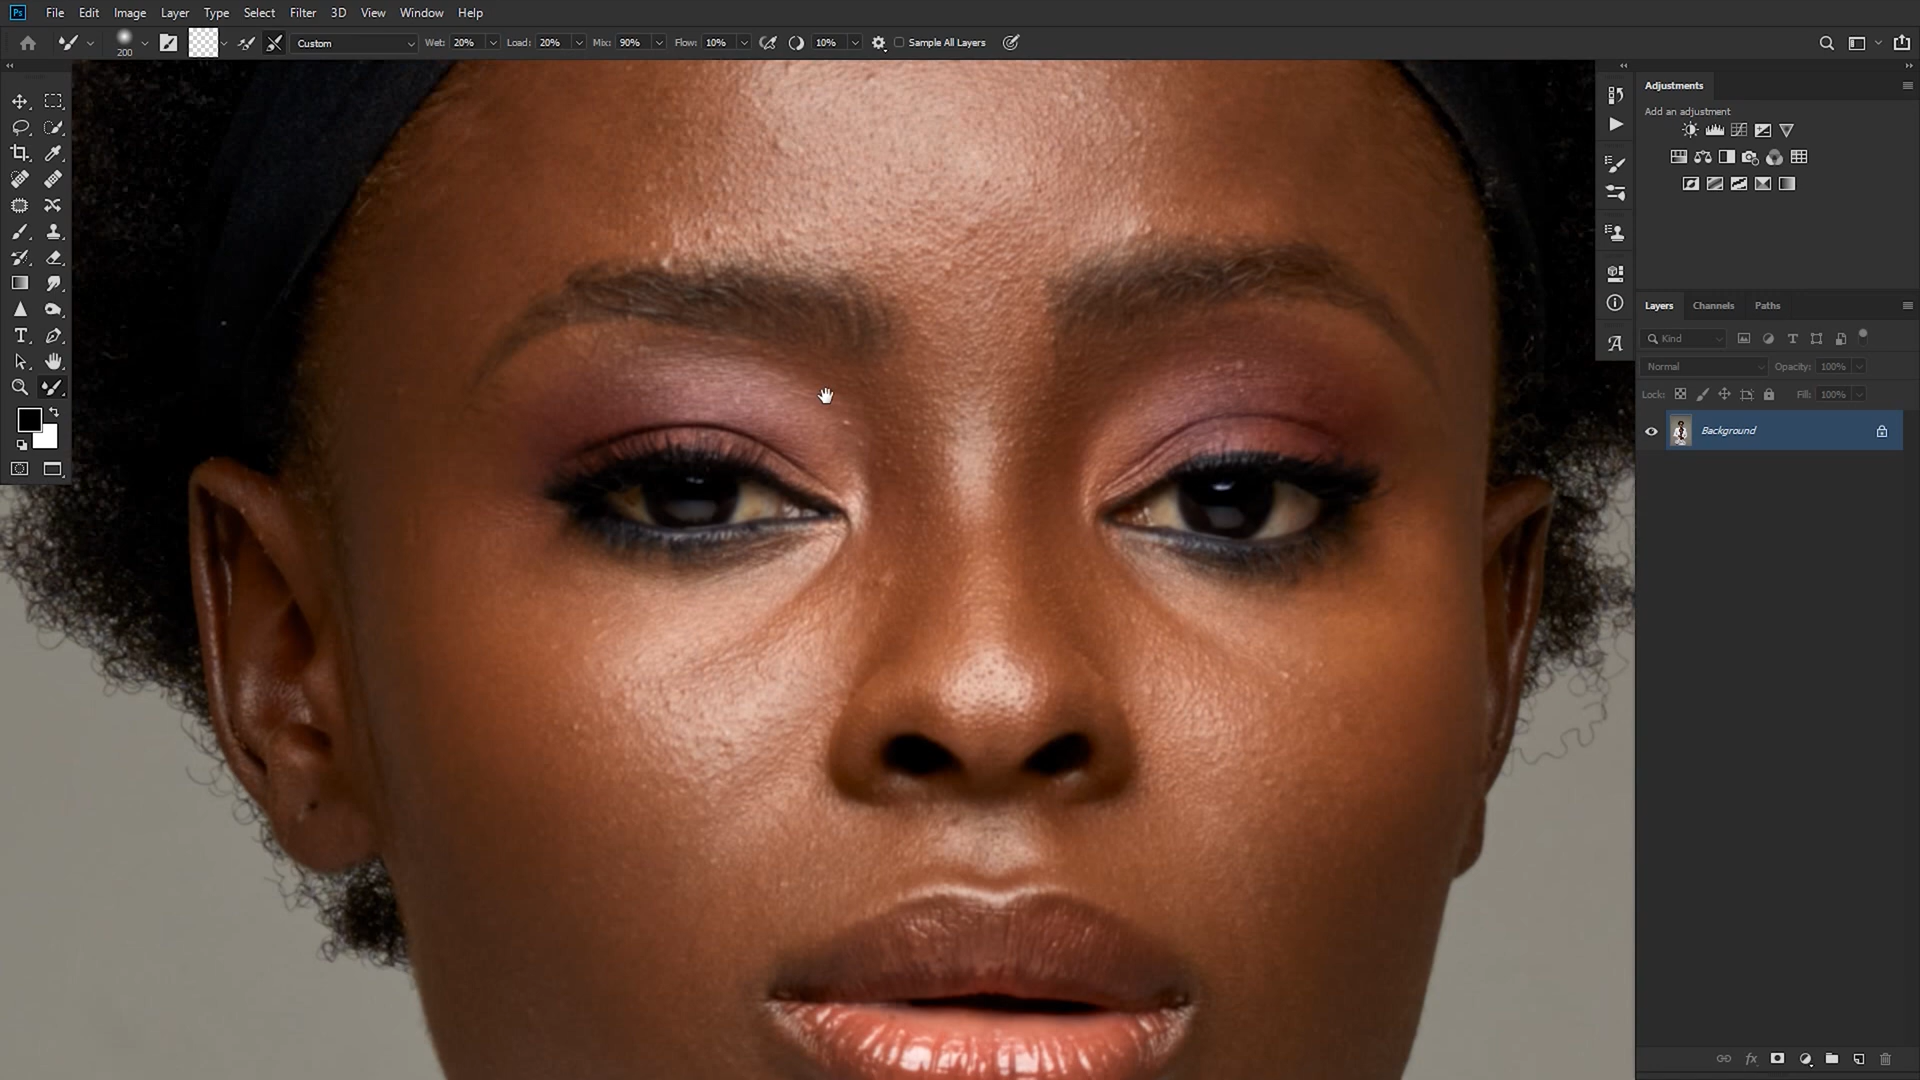 Ps File Edit Image Layer Type Select Filter 3D View Window Help
200 Custom Wet: 20% Load: 20% Mix: 90% Flow: 10% 10% Sample All Layers
Adjustments
Add an adjustment
Layers Channels Paths
Kind
Normal Opacity: 100%
Lock: Fill: 100%
Background
fx